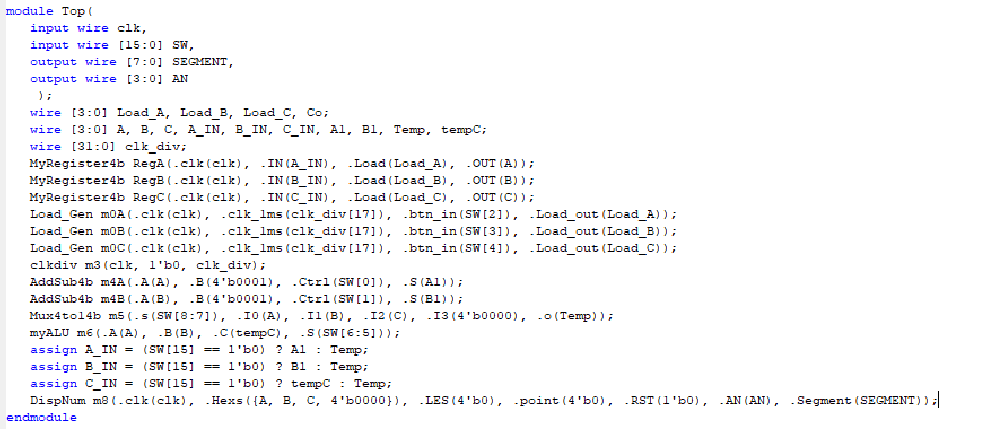 module Top(
input wire clk,
input wire [15:0] SW,
output wire [7:0] SEGMENT,
output wire [3:0] AN
);
wire [3:0] Load_A, Load_B, Load_C, Co;
wire [3:0] A, B, C, A_IN, B_IN, C_IN, A1, B1, Temp, tempC;
wire [31:0] clk_div;
MyRegister4b RegA(.clk(clk), .IN(A_IN), .Load(Load_A), .OUT(A));
MyRegister4b RegB(.clk(clk), .IN(B_IN), .Load(Load_B), .OUT(B));
MyRegister4b RegC(.clk(clk), .IN(C_IN), .Load(Load_C), .OUT(C));
Load_Gen m0A(.clk(clk), .clk_1ms(clk_div[17]), .btn_in(SW[2]), .Load_out(Load_A));
Load_Gen m0B(.clk(clk), .clk_1ms(clk_div[17]), .btn_in(SW[3]), .Load_out(Load_B));
Load_Gen m0C(.clk(clk), .clk_1ms(clk_div[17]), .btn_in(SW[4]), .Load_out(Load_C));
clkdiv m3(clk, 1'b0, clk_div);
AddSub4b m4A(.A(A), .B(4'b0001), .Ctrl(SW[0]), .S(A1));
AddSub4b m4B(.A(B), .B(4'b0001), .Ctrl(SW[1]), .S(B1));
Mux4to14b m5(.s(SW[8:7]), .I0(A), .I1(B), .I2(C), .I3(4'b0000), .o(Temp));
myALU m6(.A(A), .B(B), .C(tempC), .S(SW[6:5]));
assign A_IN = (SW[15] == 1'b0) ? A1 : Temp;
assign B_IN = (SW[15] == 1'b0) ? B1 : Temp;
assign C_IN = (SW[15] == 1'b0) ? tempC : Temp;
DispNum m8(.clk(clk), .Hexs({A, B, C, 4'b0000}), .LES(4'b0), .point(4'b0), .RST(1'b0), .AN(AN), .Segment(SEGMENT));
endmodule